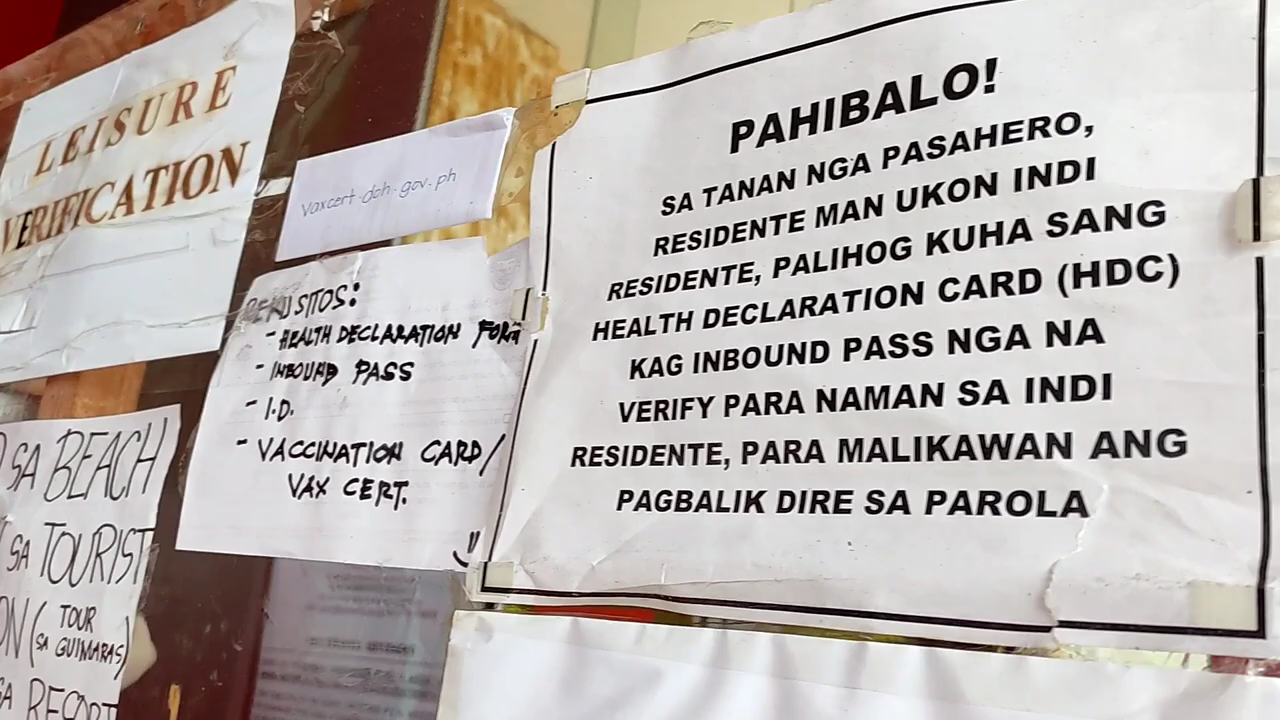 LEISURE
VERIFICATION
vaxcert.doh.gov.ph
REKUSITOS:
- HEALTH DECLARATION FORM
- INBOUND PASS
- I.D.
- VACCINATION CARD/
VAX CERT.
SA BEACH
SA TOURIST
(TOUR
SA GUIMARAS)
SA RESORT
PAHIBALO!
SA TANAN NGA PASAHERO,
RESIDENTE MAN UKON INDI
RESIDENTE, PALIHOG KUHA SANG
HEALTH DECLARATION CARD (HDC)
KAG INBOUND PASS NGA NA
VERIFY PARA NAMAN SA INDI
RESIDENTE, PARA MALIKAWAN ANG
PAGBALIK DIRE SA PAROLA